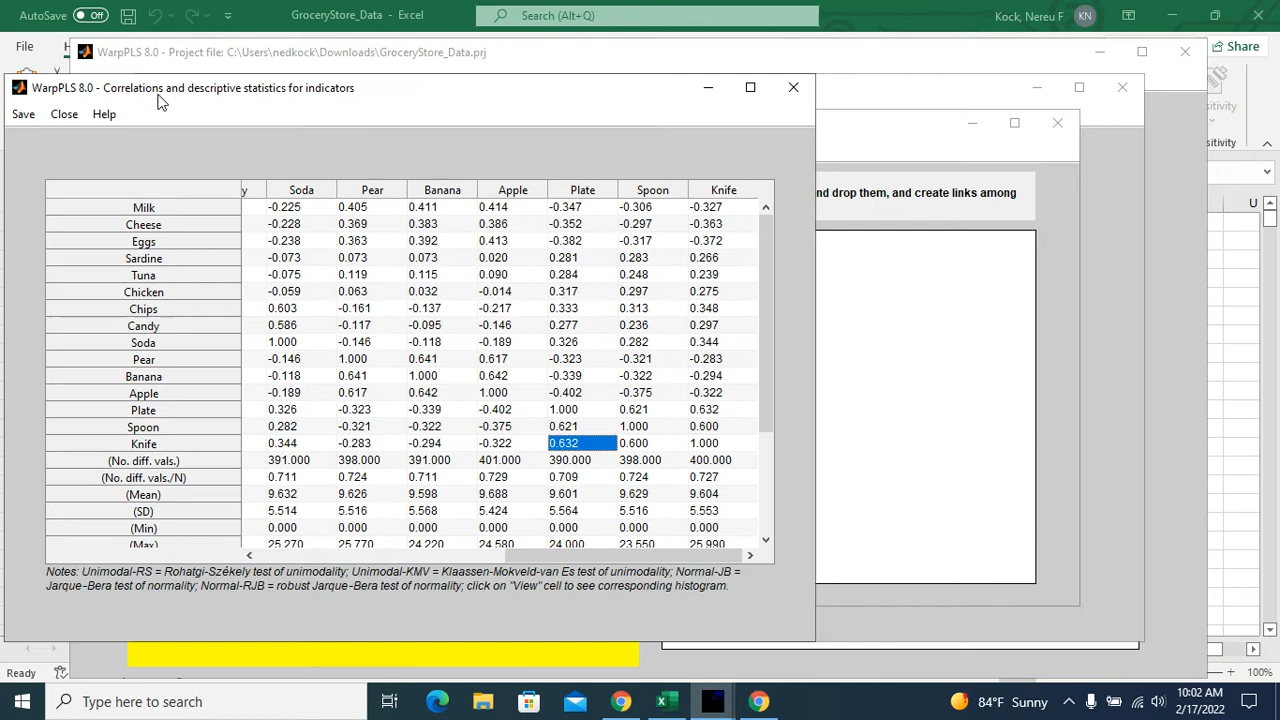 AutoSave Off GroceryStore_Data - Excel Search (Alt+Q) Kock, Nereu F KN
File H Share
WarpPLS 8.0 - Project file: C:\Users\nedkock\Downloads\GroceryStore_Data.prj
WarpPLS 8.0 - Correlations and descriptive statistics for indicators
Save Close Help
sitivity
sitivity
nd drop them, and create links among
U
y Soda Pear Banana Apple Plate Spoon Knife
Milk -0.225 0.405 0.411 0.414 -0.347 -0.306 -0.327
Cheese -0.228 0.369 0.383 0.386 -0.352 -0.297 -0.363
Eggs -0.238 0.363 0.392 0.413 -0.382 -0.317 -0.372
Sardine -0.073 0.073 0.073 0.020 0.281 0.283 0.266
Tuna -0.075 0.119 0.115 0.090 0.284 0.248 0.239
Chicken -0.059 0.063 0.032 -0.014 0.317 0.297 0.275
Chips 0.603 -0.161 -0.137 -0.217 0.333 0.313 0.348
Candy 0.586 -0.117 -0.095 -0.146 0.277 0.236 0.297
Soda 1.000 -0.146 -0.118 -0.189 0.326 0.282 0.344
Pear -0.146 1.000 0.641 0.617 -0.323 -0.321 -0.283
Banana -0.118 0.641 1.000 0.642 -0.339 -0.322 -0.294
Apple -0.189 0.617 0.642 1.000 -0.402 -0.375 -0.322
Plate 0.326 -0.323 -0.339 -0.402 1.000 0.621 0.632
Spoon 0.282 -0.321 -0.322 -0.375 0.621 1.000 0.600
Knife 0.344 -0.283 -0.294 -0.322 0.632 0.600 1.000
(No. diff. vals.) 391.000 398.000 391.000 401.000 390.000 398.000 400.000
(No. diff. vals./N) 0.711 0.724 0.711 0.729 0.709 0.724 0.727
(Mean) 9.632 9.626 9.598 9.688 9.601 9.629 9.604
(SD) 5.514 5.516 5.568 5.424 5.564 5.516 5.553
(Min) 0.000 0.000 0.000 0.000 0.000 0.000 0.000
(Max) 25.270 25.770 24.220 24.580 24.000 23.550 25.990
Notes: Unimodal-RS = Rohatgi-Székely test of unimodality; Unimodal-KMV = Klaassen-Mokveld-van Es test of unimodality; Normal-JB =
Jarque-Bera test of normality; Normal-RJB = robust Jarque-Bera test of normality; click on "View" cell to see corresponding histogram.
Ready 100%
Type here to search 84°F Sunny 10:02 AM
2/17/2022